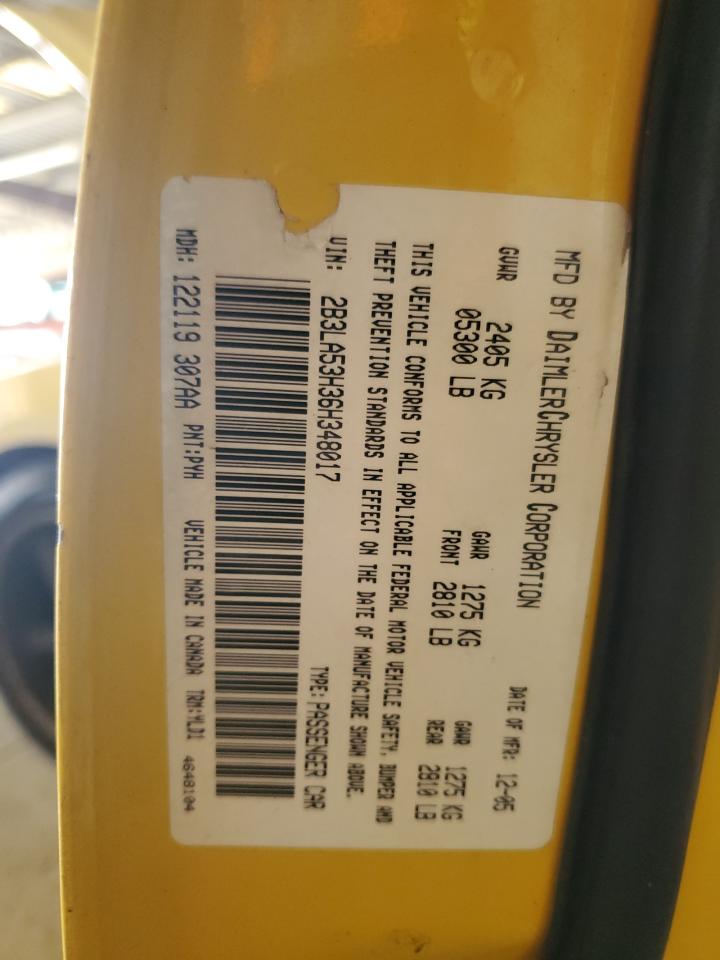 MFD BY DAIMLERCHRYSLER CORPORATION
DATE OF MFR: 12-05
GVWR 2405 KG
05300 LB
GAWR FRONT 1275 KG
2810 LB
GAWR REAR 1275 KG
2810 LB
THIS VEHICLE CONFORMS TO ALL APPLICABLE FEDERAL MOTOR VEHICLE SAFETY, BUMPER AND
THEFT PREVENTION STANDARDS IN EFFECT ON THE DATE OF MANUFACTURE SHOWN ABOVE.
VIN: 2B3LA53H36H348017 TYPE: PASSENGER CAR
MDH: 122119 307AA PNT:PYH VEHICLE MADE IN CANADA TRM:YLD1 4648104